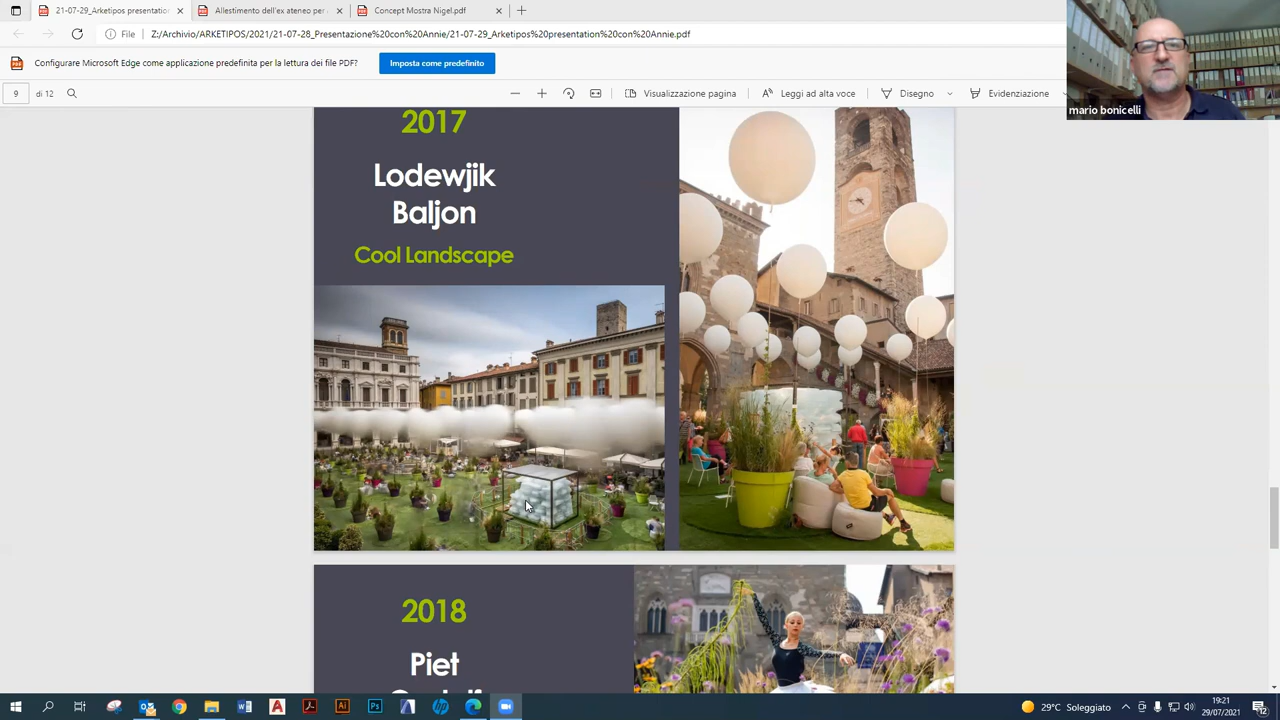 21-07-29_Arketipos presentation
Allestimento dell'ex ateneo per
Concept Mostra Nigel.pdf
File
Z:/Archivio/ARKETIPOS/2021/21-07-28_Presentazione%20con%20Annie/21-07-29_Arketipos%20presentation%20con%20Annie.pdf
Configurare Microsoft Edge come applicazione predefinita per la lettura dei file PDF?
Imposta come predefinito
9 di 12
Visualizzazione pagina
Leggi ad alta voce
Disegno
Evidenziazione
mario bonicelli
2017
Lodewjik
Baljon
Cool Landscape
2018
Piet
29°C Soleggiato
19:21
29/07/2021
12